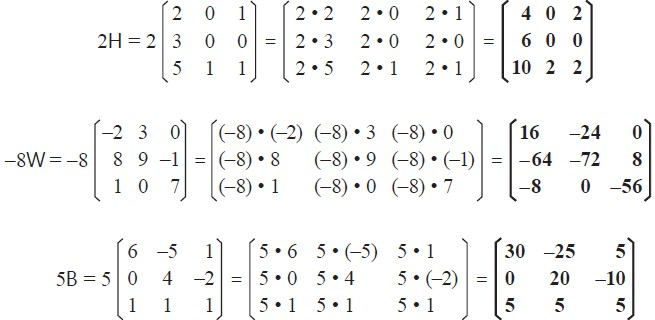 2 0 1 2 • 2 2 • 0 2 • 1 4 0 2
2H = 2 3 0 0 = 2 • 3 2 • 0 2 • 0 = 6 0 0
5 1 1 2 • 5 2 • 1 2 • 1 10 2 2
–2 3 0 (–8) • (–2) (–8) • 3 (–8) • 0 16 –24 0
–8W = –8 8 9 –1 = (–8) • 8 (–8) • 9 (–8) • (–1) = –64 –72 8
1 0 7 (–8) • 1 (–8) • 0 (–8) • 7 –8 0 –56
6 –5 1 5 • 6 5 • (–5) 5 • 1 30 –25 5
5B = 5 0 4 –2 = 5 • 0 5 • 4 5 • (–2) = 0 20 –10
1 1 1 5 • 1 5 • 1 5 • 1 5 5 5